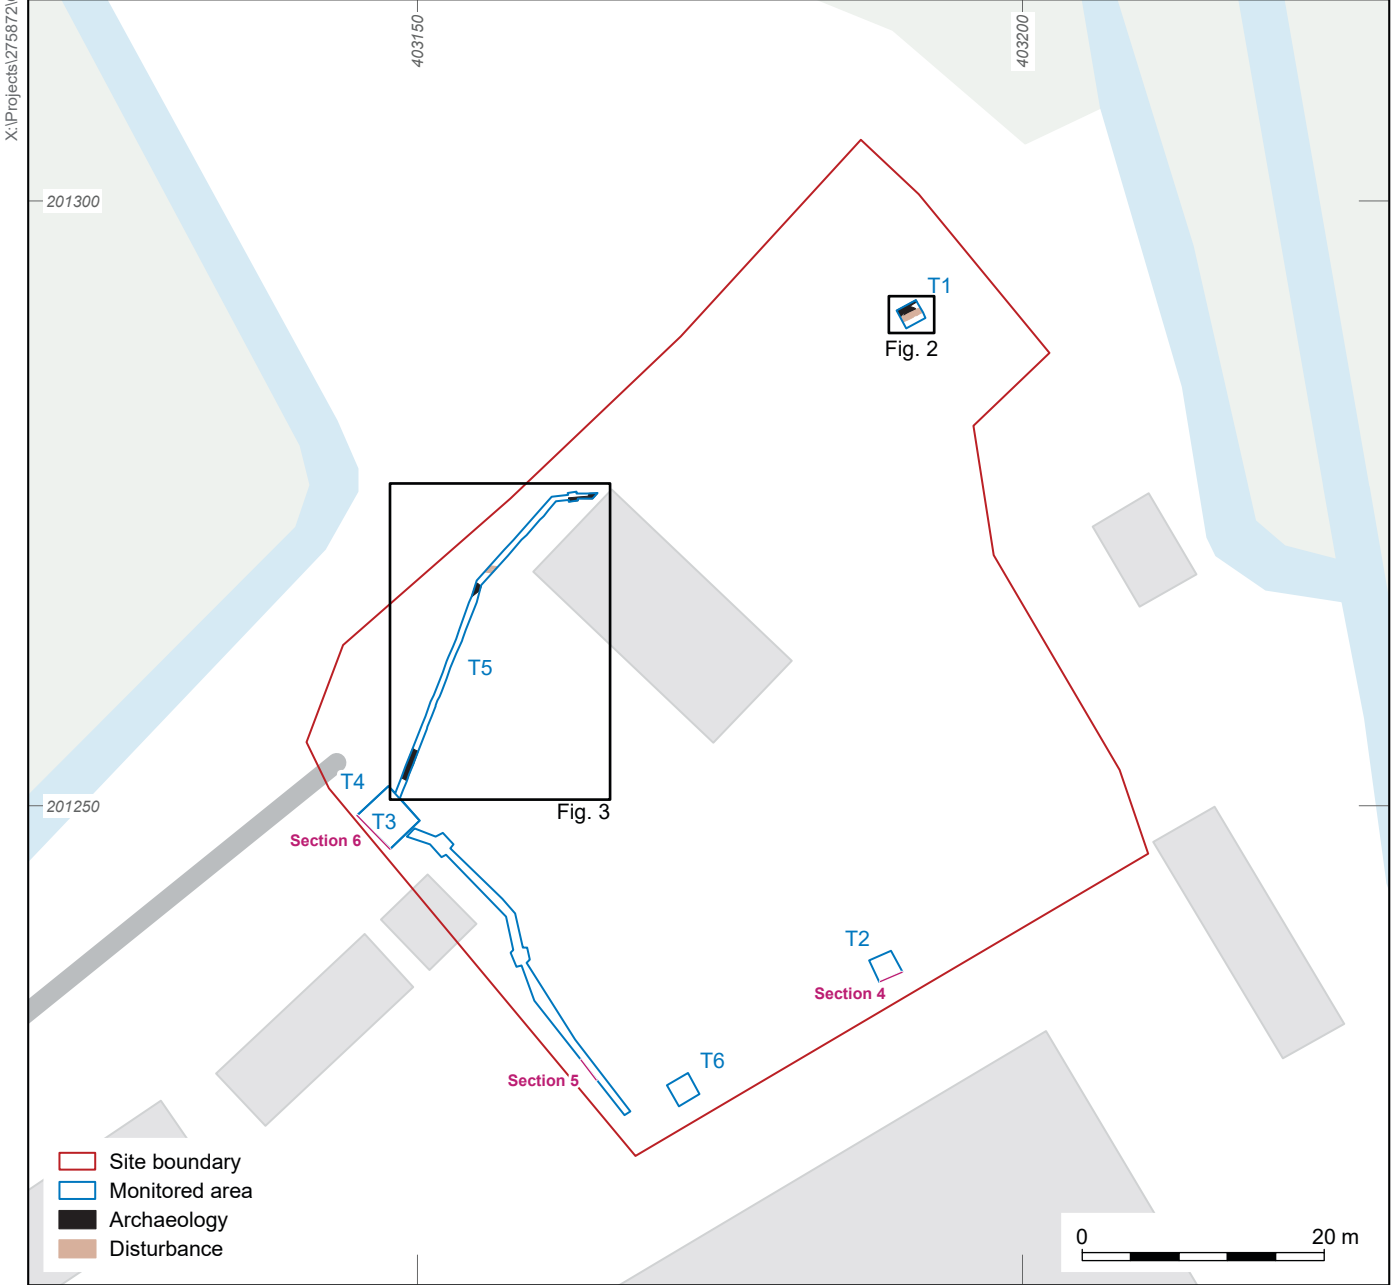 X:\Projects\275872\
403150
403200
201300
T1
Fig. 2
T5
T4
201250
Fig. 3
T3
Section 6
T2
Section 4
T6
Section 5
Site boundary
Monitored area
Archaeology
Disturbance
0 20 m